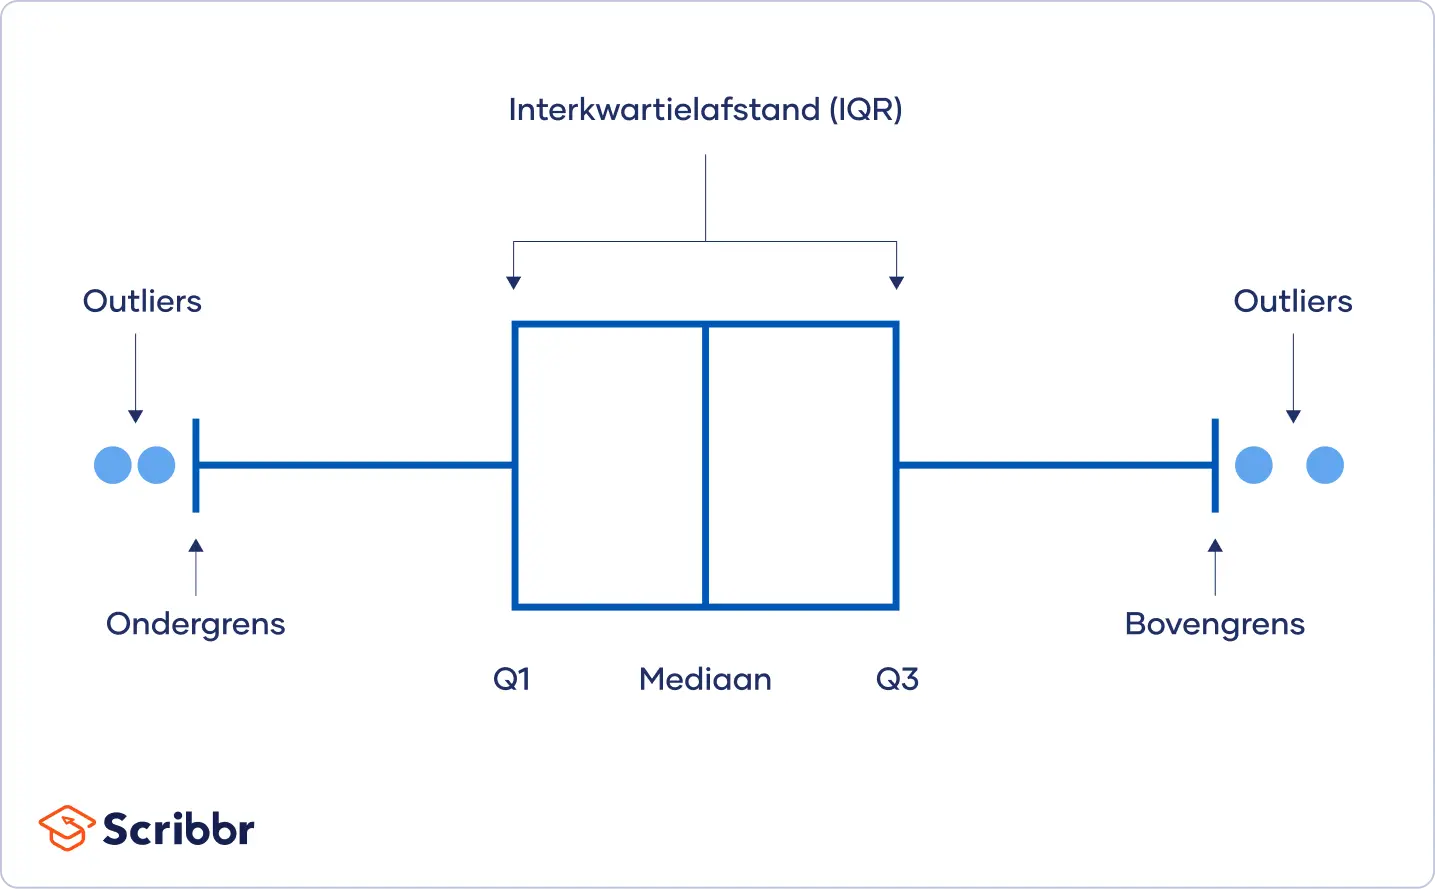 Interkwartielafstand (IQR)
Outliers
Outliers
Ondergrens
Bovengrens
Q1
Mediaan
Q3
Scribbr